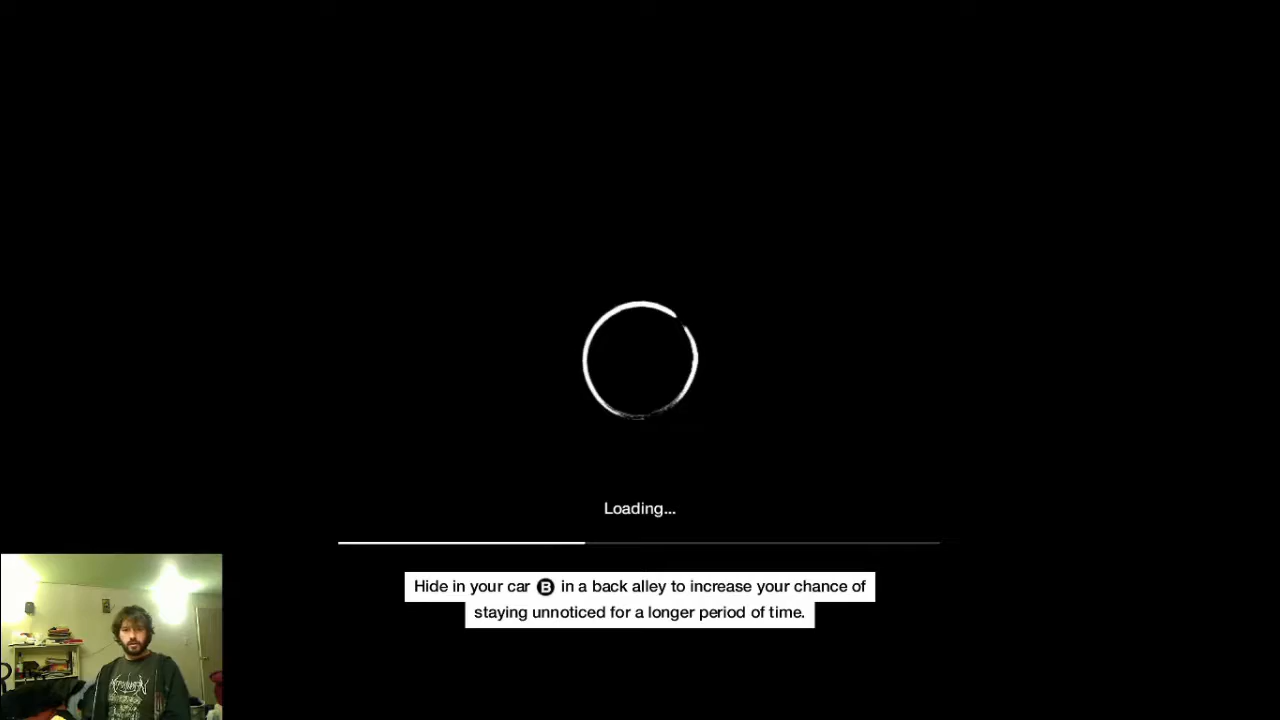 Loading...
Hide in your car B in a back alley to increase your chance of
staying unnoticed for a longer period of time.